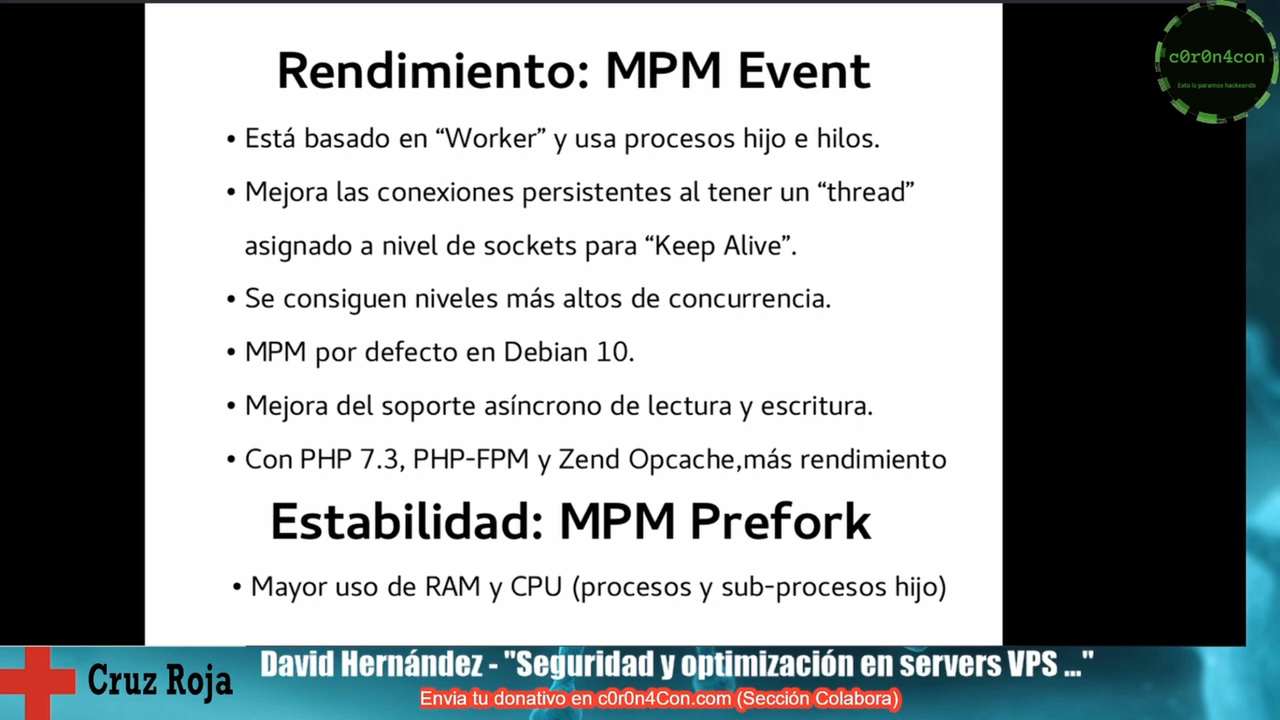 Rendimiento: MPM Event
c0r0n4con
Esto lo paramos hackeando
• Está basado en “Worker” y usa procesos hijo e hilos.
• Mejora las conexiones persistentes al tener un “thread”
asignado a nivel de sockets para “Keep Alive”.
• Se consiguen niveles más altos de concurrencia.
• MPM por defecto en Debian 10.
• Mejora del soporte asíncrono de lectura y escritura.
• Con PHP 7.3, PHP-FPM y Zend Opcache,más rendimiento
Estabilidad: MPM Prefork
• Mayor uso de RAM y CPU (procesos y sub-procesos hijo)
Cruz Roja
David Hernández - "Seguridad y optimización en servers VPS ..."
Envia tu donativo en c0r0n4Con.com (Sección Colabora)